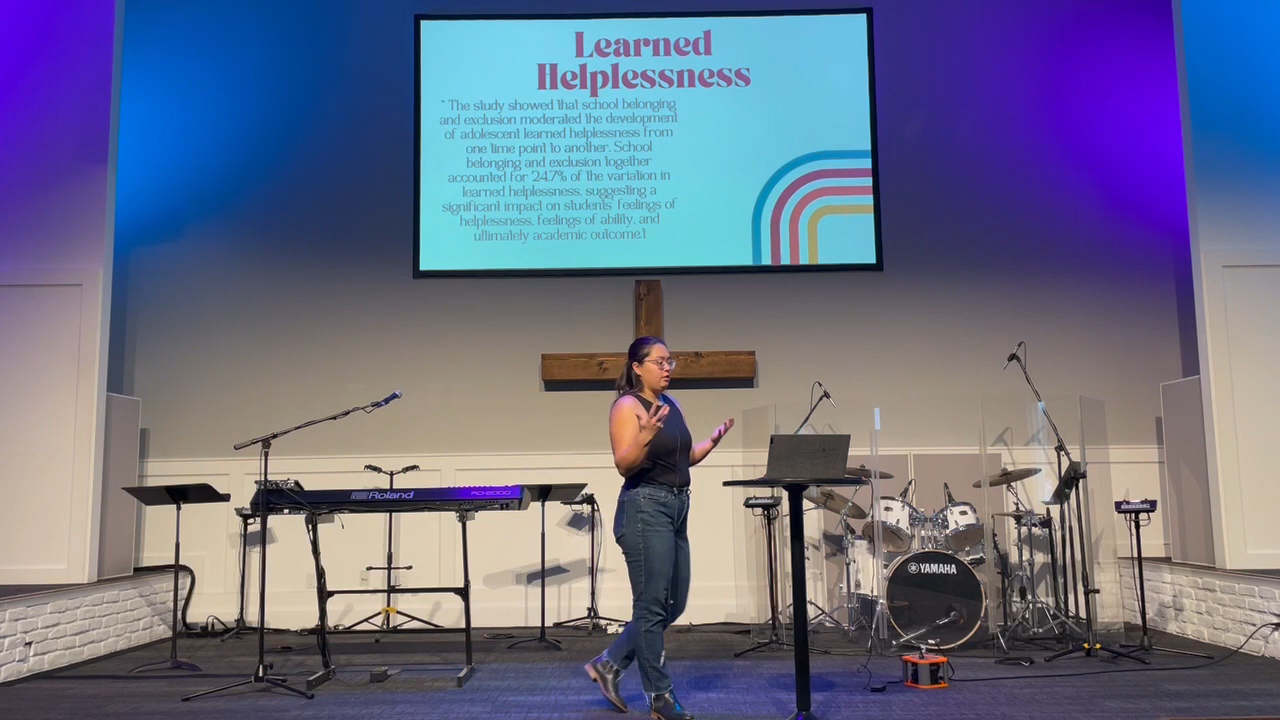 Learned
Helplessness
" The study showed that school belonging
and exclusion moderated the development
of adolescent learned helplessness from
one time point to another. School
belonging and exclusion together
accounted for 24.7% of the variation in
learned helplessness, suggesting a
significant impact on students' feelings of
helplessness, feelings of ability, and
ultimately academic outcome.1
Roland
RD-2000
YAMAHA